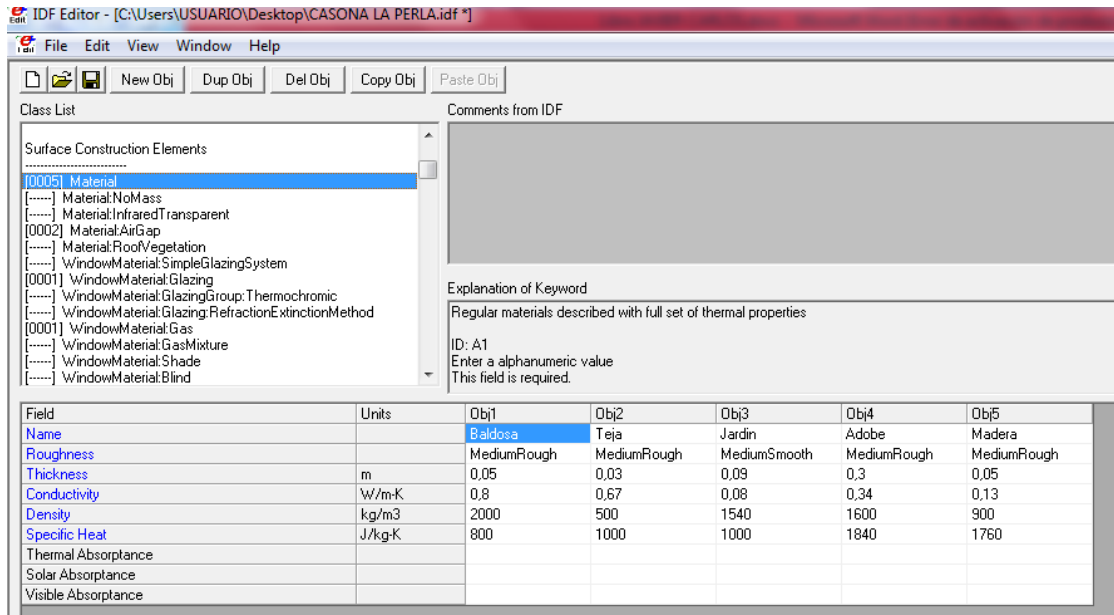 IDF Editor - [C:\Users\USUARIO\Desktop\CASONA LA PERLA.idf *]
File Edit View Window Help
New Obj Dup Obj Del Obj Copy Obj Paste Obj
Class List Comments from IDF
Surface Construction Elements
--------------------------
[0005] Material
[------] Material:NoMass
[------] Material:InfraredTransparent
[0002] Material:AirGap
[------] Material:RoofVegetation
[------] WindowMaterial:SimpleGlazingSystem
[0001] WindowMaterial:Glazing
[------] WindowMaterial:GlazingGroup:Thermochromic
[------] WindowMaterial:Glazing:RefractionExtinctionMethod
[0001] WindowMaterial:Gas
[------] WindowMaterial:GasMixture
[------] WindowMaterial:Shade
[------] WindowMaterial:Blind
Explanation of Keyword
Regular materials described with full set of thermal properties
ID: A1
Enter a alphanumeric value
This field is required.
Field Units Obj1 Obj2 Obj3 Obj4 Obj5
Name Baldosa Teja Jardin Adobe Madera
Roughness MediumRough MediumRough MediumSmooth MediumRough MediumRough
Thickness m 0,05 0,03 0,09 0,3 0,05
Conductivity W/m-K 0,8 0,67 0,08 0,34 0,13
Density kg/m3 2000 500 1540 1600 900
Specific Heat J/kg-K 800 1000 1000 1840 1760
Thermal Absorptance
Solar Absorptance
Visible Absorptance